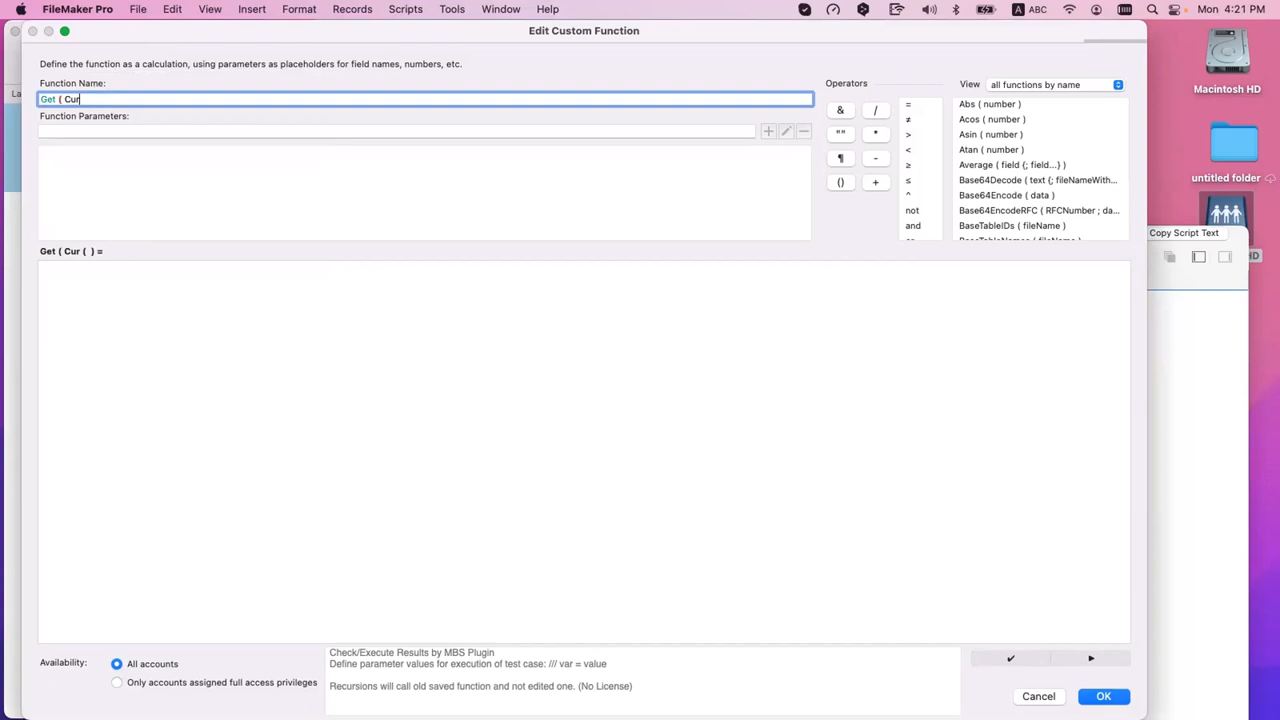 FileMaker Pro File Edit View Insert Format Records Scripts Tools Window Help A ABC Mon 4:21 PM
Edit Custom Function
Define the function as a calculation, using parameters as placeholders for field names, numbers, etc.
Function Name:
Get ( Cur
Function Parameters:
Get ( Cur (  ) =
Operators
& /
"" *
¶ -
() +
=
≠
>
<
≥
≤
^
not
and
View all functions by name
Abs ( number )
Acos ( number )
Asin ( number )
Atan ( number )
Average ( field {; field...} )
Base64Decode ( text {; fileNameWith...
Base64Encode ( data )
Base64EncodeRFC ( RFCNumber ; da...
BaseTableIDs ( fileName )
BaseTableNames ( fileName )
Availability:
All accounts
Only accounts assigned full access privileges
Check/Execute Results by MBS Plugin
Define parameter values for execution of test case: /// var = value
Recursions will call old saved function and not edited one. (No License)
Cancel OK
La
Macintosh HD
untitled folder
Copy Script Text
HD